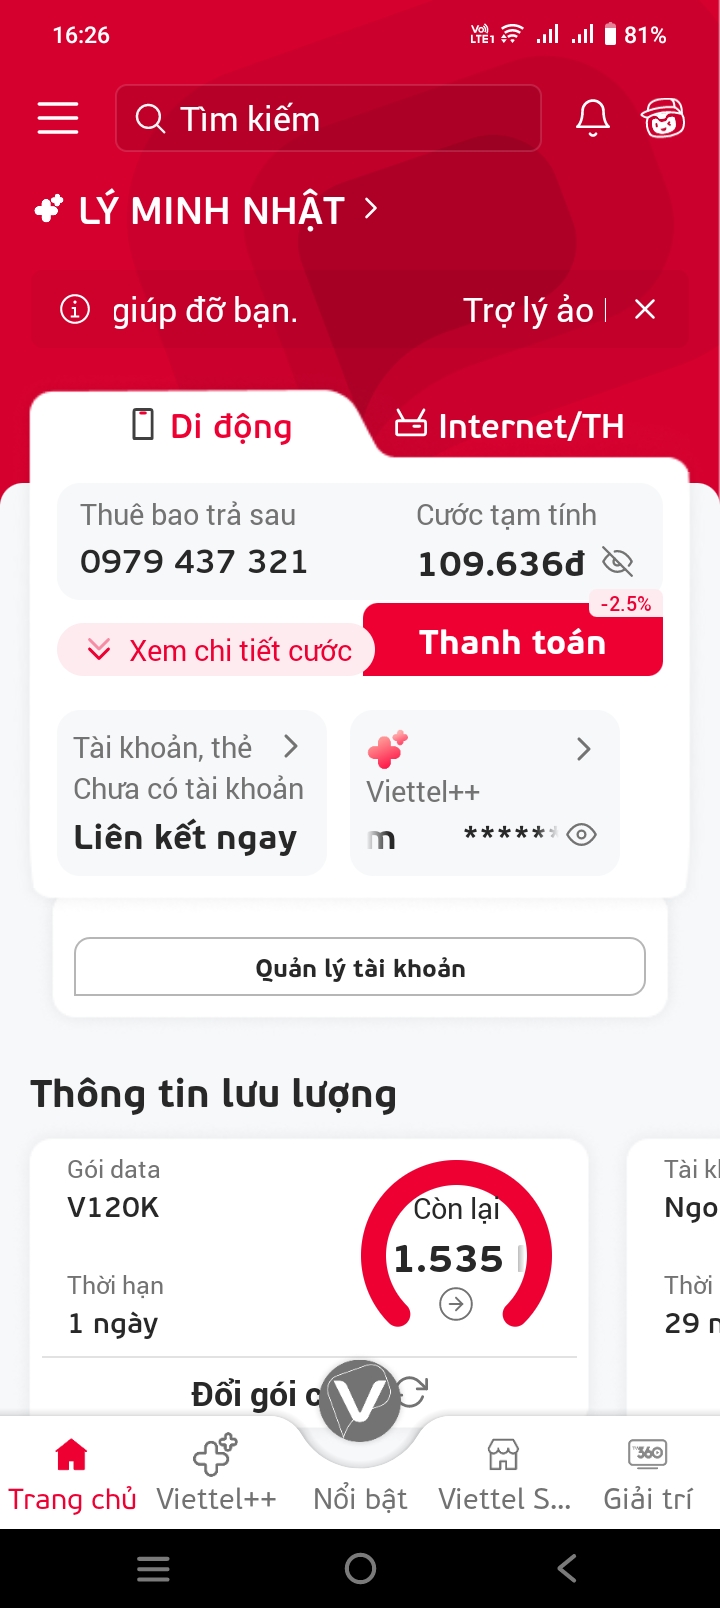 16:26
Vo)) LTE1 81%
Tìm kiếm
LÝ MINH NHẬT
giúp đỡ bạn. Trợ lý ảo
Di động
Internet/TH
Thuê bao trả sau
0979 437 321
Cước tạm tính
109.636đ
-2.5%
Xem chi tiết cước
Thanh toán
Tài khoản, thẻ
Chưa có tài khoản
Liên kết ngay
Viettel++
m ******
Quản lý tài khoản
Thông tin lưu lượng
Gói data
V120K
Thời hạn
1 ngày
Còn lại
1.535
Đổi gói
Ngo
Thời
29
V
Trang chủ
Viettel++
Nổi bật
Viettel S...
TV360
Giải trí